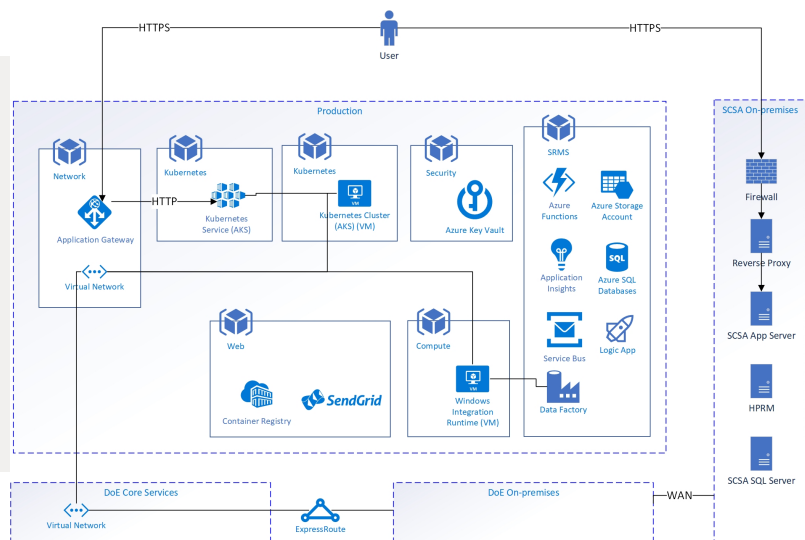 HTTPS
HTTPS
User
Production
SCSA On-premises
Network
Kubernetes
Kubernetes
Security
SRMS
Application Gateway
HTTP
Kubernetes
Service (AKS)
Kubernetes Cluster
(AKS) (VM)
VM
Azure Key Vault
Azure
Functions
Azure Storage
Account
Firewall
Virtual Network
Application
Insights
SQL
Azure SQL
Databases
Reverse Proxy
Web
Compute
Service Bus
Logic App
SCSA App Server
Container Registry
SendGrid
VM
Windows
Integration
Runtime (VM)
Data Factory
HPRM
SCSA SQL Server
DoE Core Services
Virtual Network
ExpressRoute
DoE On-premises
WAN